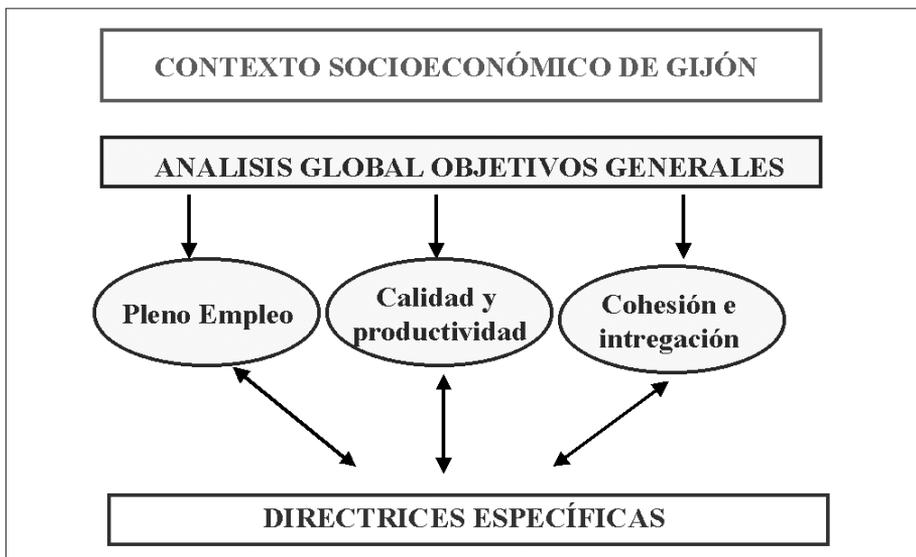 CONTEXTO SOCIOECONÓMICO DE GIJÓN
ANALISIS GLOBAL OBJETIVOS GENERALES
Pleno Empleo
Calidad y
productividad
Cohesión e
intregación
DIRECTRICES ESPECÍFICAS